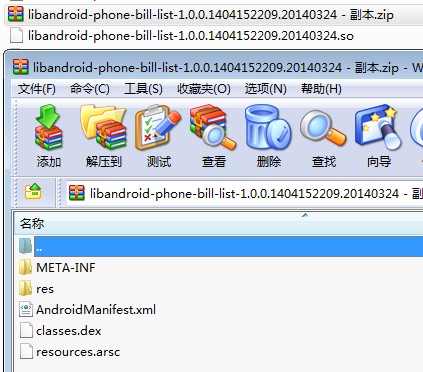 libandroid-phone-bill-list-1.0.0.1404152209.20140324 - 副本.zip
libandroid-phone-bill-list-1.0.0.1404152209.20140324.so
libandroid-phone-bill-list-1.0.0.1404152209.20140324 - 副本.zip - W
文件(F) 命令(C) 工具(S) 收藏夹(O) 选项(N) 帮助(H)
添加 解压到 测试 查看 删除 查找 向导
libandroid-phone-bill-list-1.0.0.1404152209.20140324 - 副
名称
..
META-INF
res
AndroidManifest.xml
classes.dex
resources.arsc